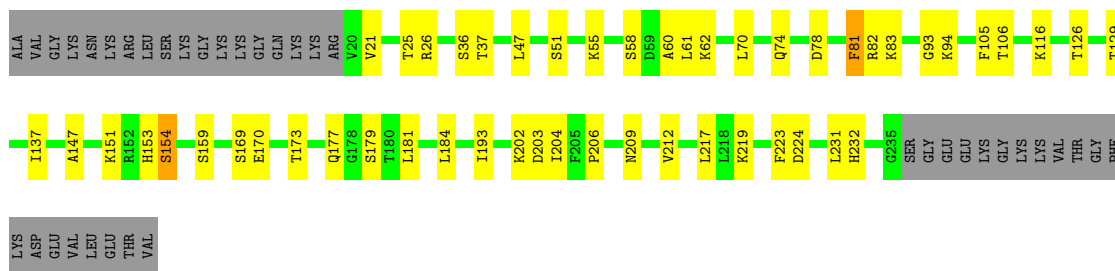 ALA VAL GLY LYS ASN LYS ARG LEU SER LYS GLY LYS LYS GLY GLN LYS LYS ARG V20 V21 T25 R26 S36 T37 L47 S51 K55 S58 D59 A60 L61 K62 L70 Q74 D78 F81 R82 K83 G93 K94 F105 T106 K116 T126 T129
I137 A147 K151 R152 H153 S154 S159 S169 E170 T173 Q177 G178 S179 T180 L181 L184 I193 K202 D203 I204 F205 P206 N209 V212 L217 L218 K219 F223 D224 L231 H232 G235 SER GLY GLU GLU LYS GLY LYS LYS VAL THR GLY PHE
LYS ASP GLU VAL LEU GLU THR VAL